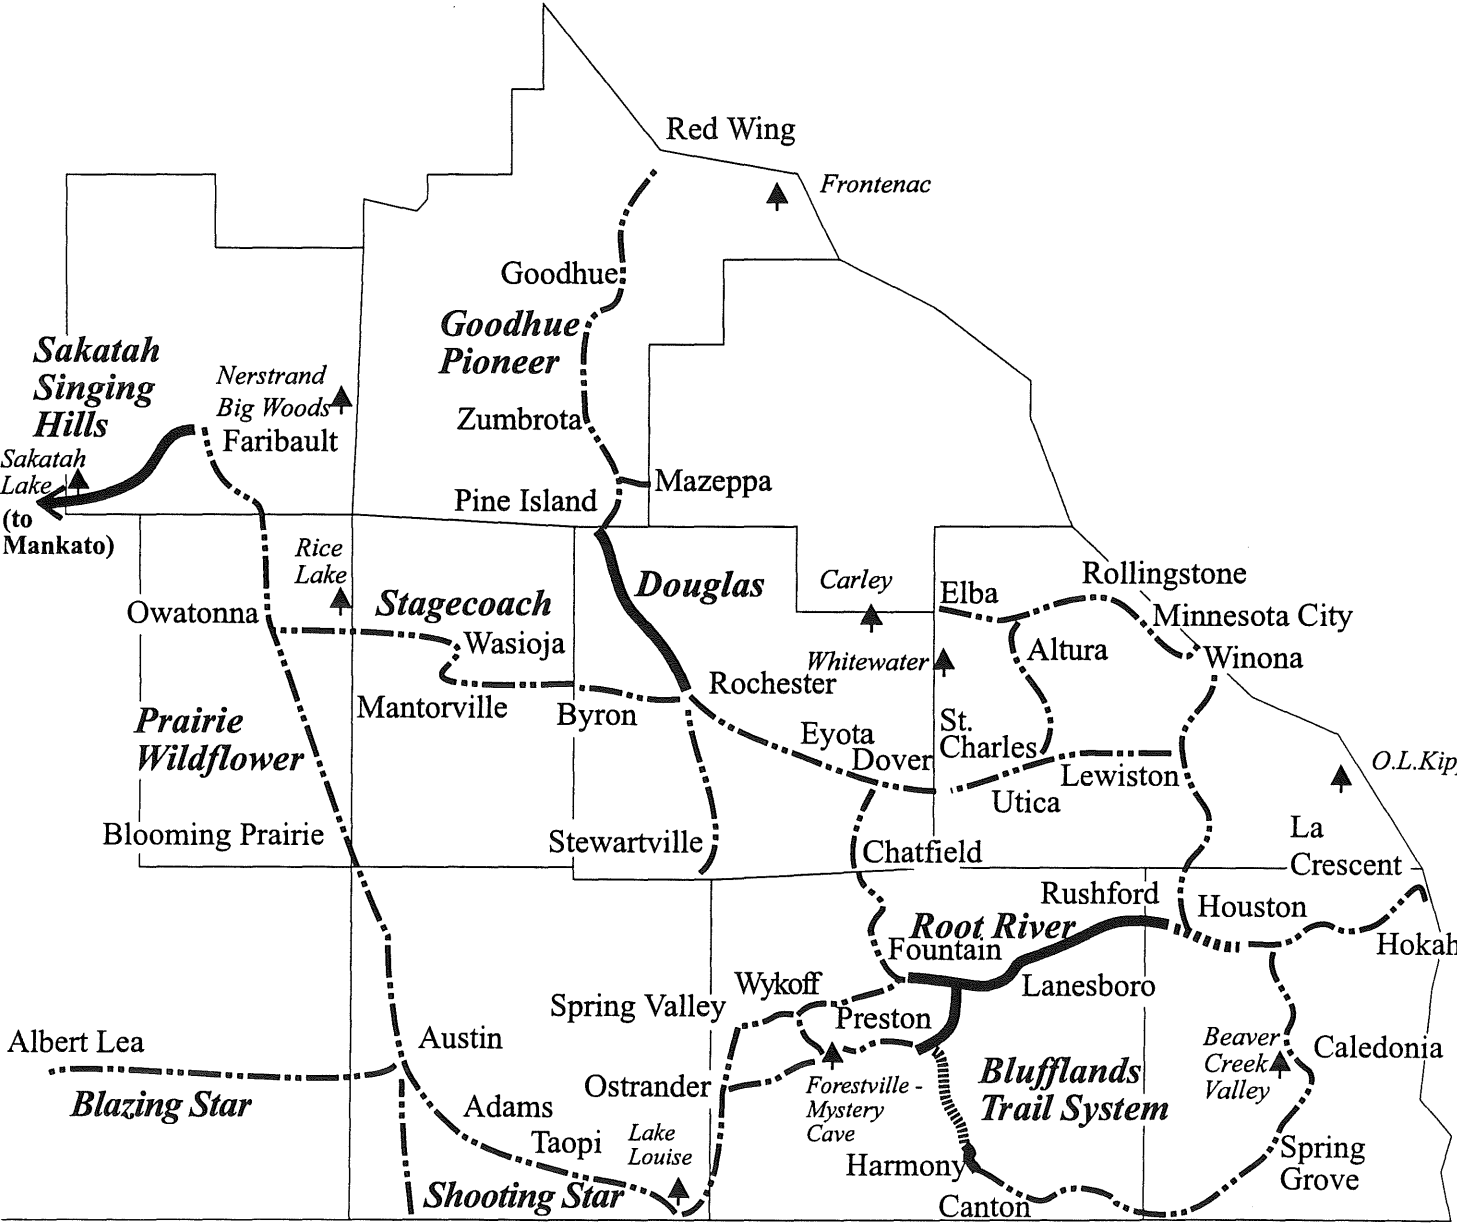 Red Wing
Frontenac
Goodhue
Goodhue
Pioneer
Sakatah
Singing
Hills
Nerstrand
Big Woods
Zumbrota
Faribault
Sakatah
Lake
Mazeppa
Pine Island
(to
Mankato)
Rice
Lake
Douglas
Carley
Rollingstone
Elba
Stagecoach
Owatonna
Minnesota City
Wasioja
Altura
Whitewater
Winona
Rochester
Mantorville
Byron
Prairie
Wildflower
St.
Charles
Eyota
Dover
O.L.Kip
Lewiston
Utica
Blooming Prairie
Stewartville
Chatfield
La
Crescent
Rushford
Houston
Root River
Fountain
Hokah
Wykoff
Lanesboro
Spring Valley
Preston
Albert Lea
Austin
Beaver
Creek
Valley
Caledonia
Blufflands
Trail System
Ostrander
Forestville -
Mystery
Cave
Blazing Star
Adams
Taopi
Lake
Louise
Harmony
Spring
Grove
Shooting Star
Canton